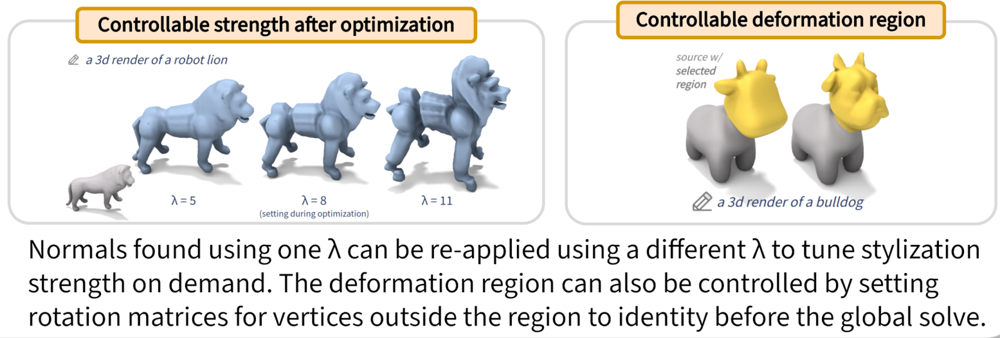 Controllable strength after optimization
a 3d render of a robot lion
λ = 5
λ = 8
(setting during optimization)
λ = 11
Controllable deformation region
source w/
selected
region
a 3d render of a bulldog
Normals found using one λ can be re-applied using a different λ to tune stylization
strength on demand. The deformation region can also be controlled by setting
rotation matrices for vertices outside the region to identity before the global solve.